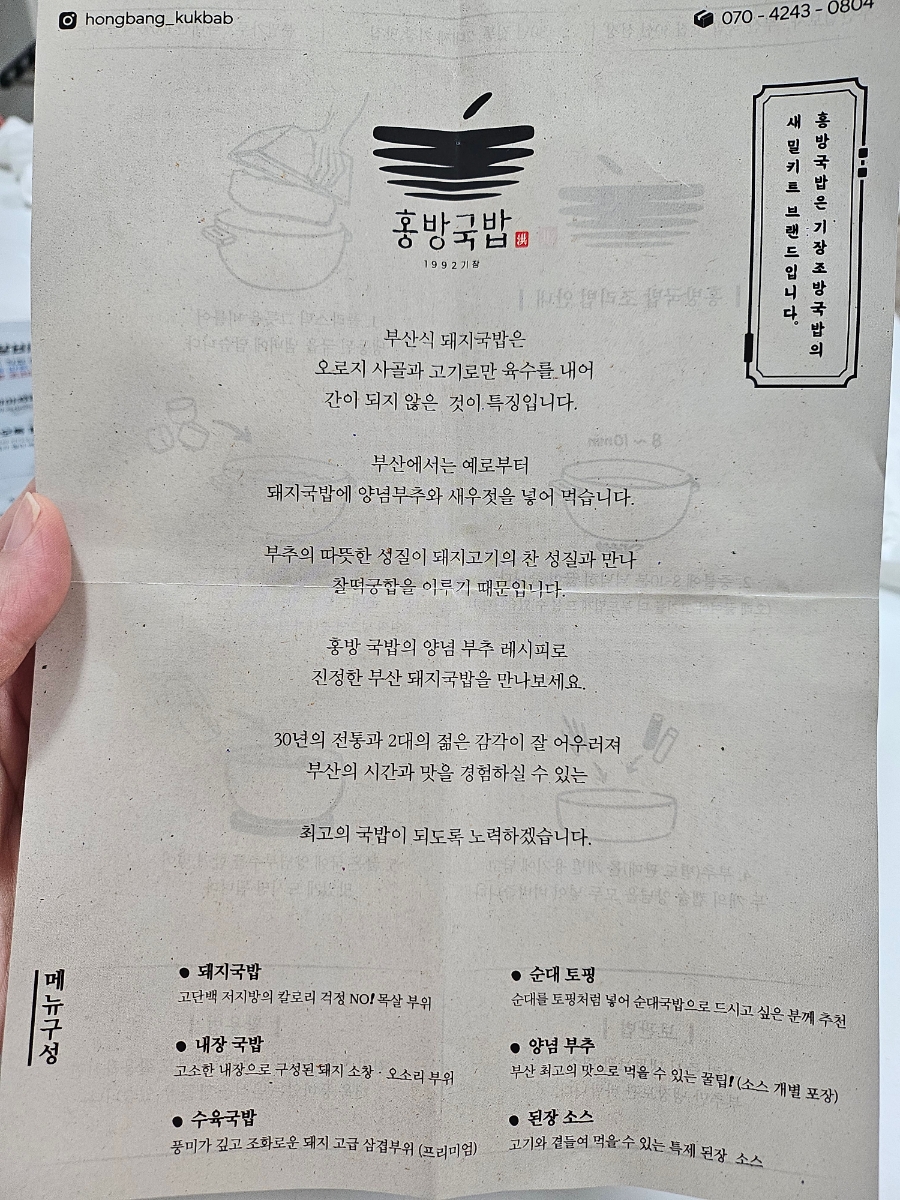 hongbang_kukbab
070 - 4243 - 0804
홍방국밥은 기장조방국밥의
새 밀키트 브랜드입니다.
홍방국밥
1992기장
부산식 돼지국밥은
오로지 사골과 고기로만 육수를 내어
간이 되지 않은 것이 특징입니다.
부산에서는 예로부터
돼지국밥에 양념부추와 새우젓을 넣어 먹습니다.
부추의 따뜻한 성질이 돼지고기의 찬 성질과 만나
찰떡궁합을 이루기 때문입니다.
홍방 국밥의 양념 부추 레시피로
진정한 부산 돼지국밥을 만나보세요.
30년의 전통과 2대의 젊은 감각이 잘 어우러져
부산의 시간과 맛을 경험하실 수 있는
최고의 국밥이 되도록 노력하겠습니다.
메뉴구성
● 돼지국밥
고단백 저지방의 칼로리 걱정 NO! 목살 부위
● 내장 국밥
고소한 내장으로 구성된 돼지 소창 · 오소리 부위
● 수육국밥
풍미가 깊고 조화로운 돼지 고급 삼겹부위 (프리미엄)
● 순대 토핑
순대를 토핑처럼 넣어 순대국밥으로 드시고 싶은 분께 추천
● 양념 부추
부산 최고의 맛으로 먹을 수 있는 꿀팁! (소스 개별 포장)
● 된장 소스
고기와 곁들여 먹을 수 있는 특제 된장 소스